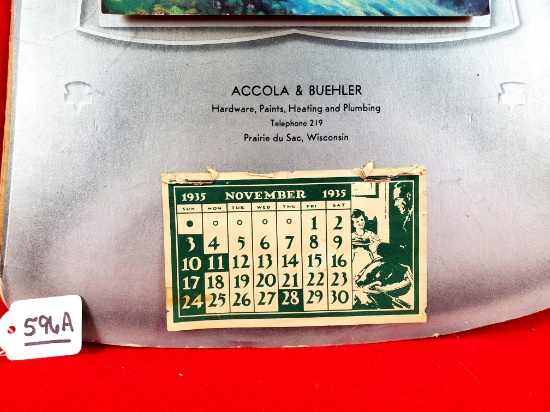 ACCOLA & BUEHLER
Hardware, Paints, Heating and Plumbing
Telephone 219
Prairie du Sac, Wisconsin
1935 NOVEMBER 1935
SUN MON TUE WED THU FRI SAT
1 2
3 4 5 6 7 8 9
10 11 12 13 14 15 16
17 18 19 20 21 22 23
24 25 26 27 28 29 30
596A